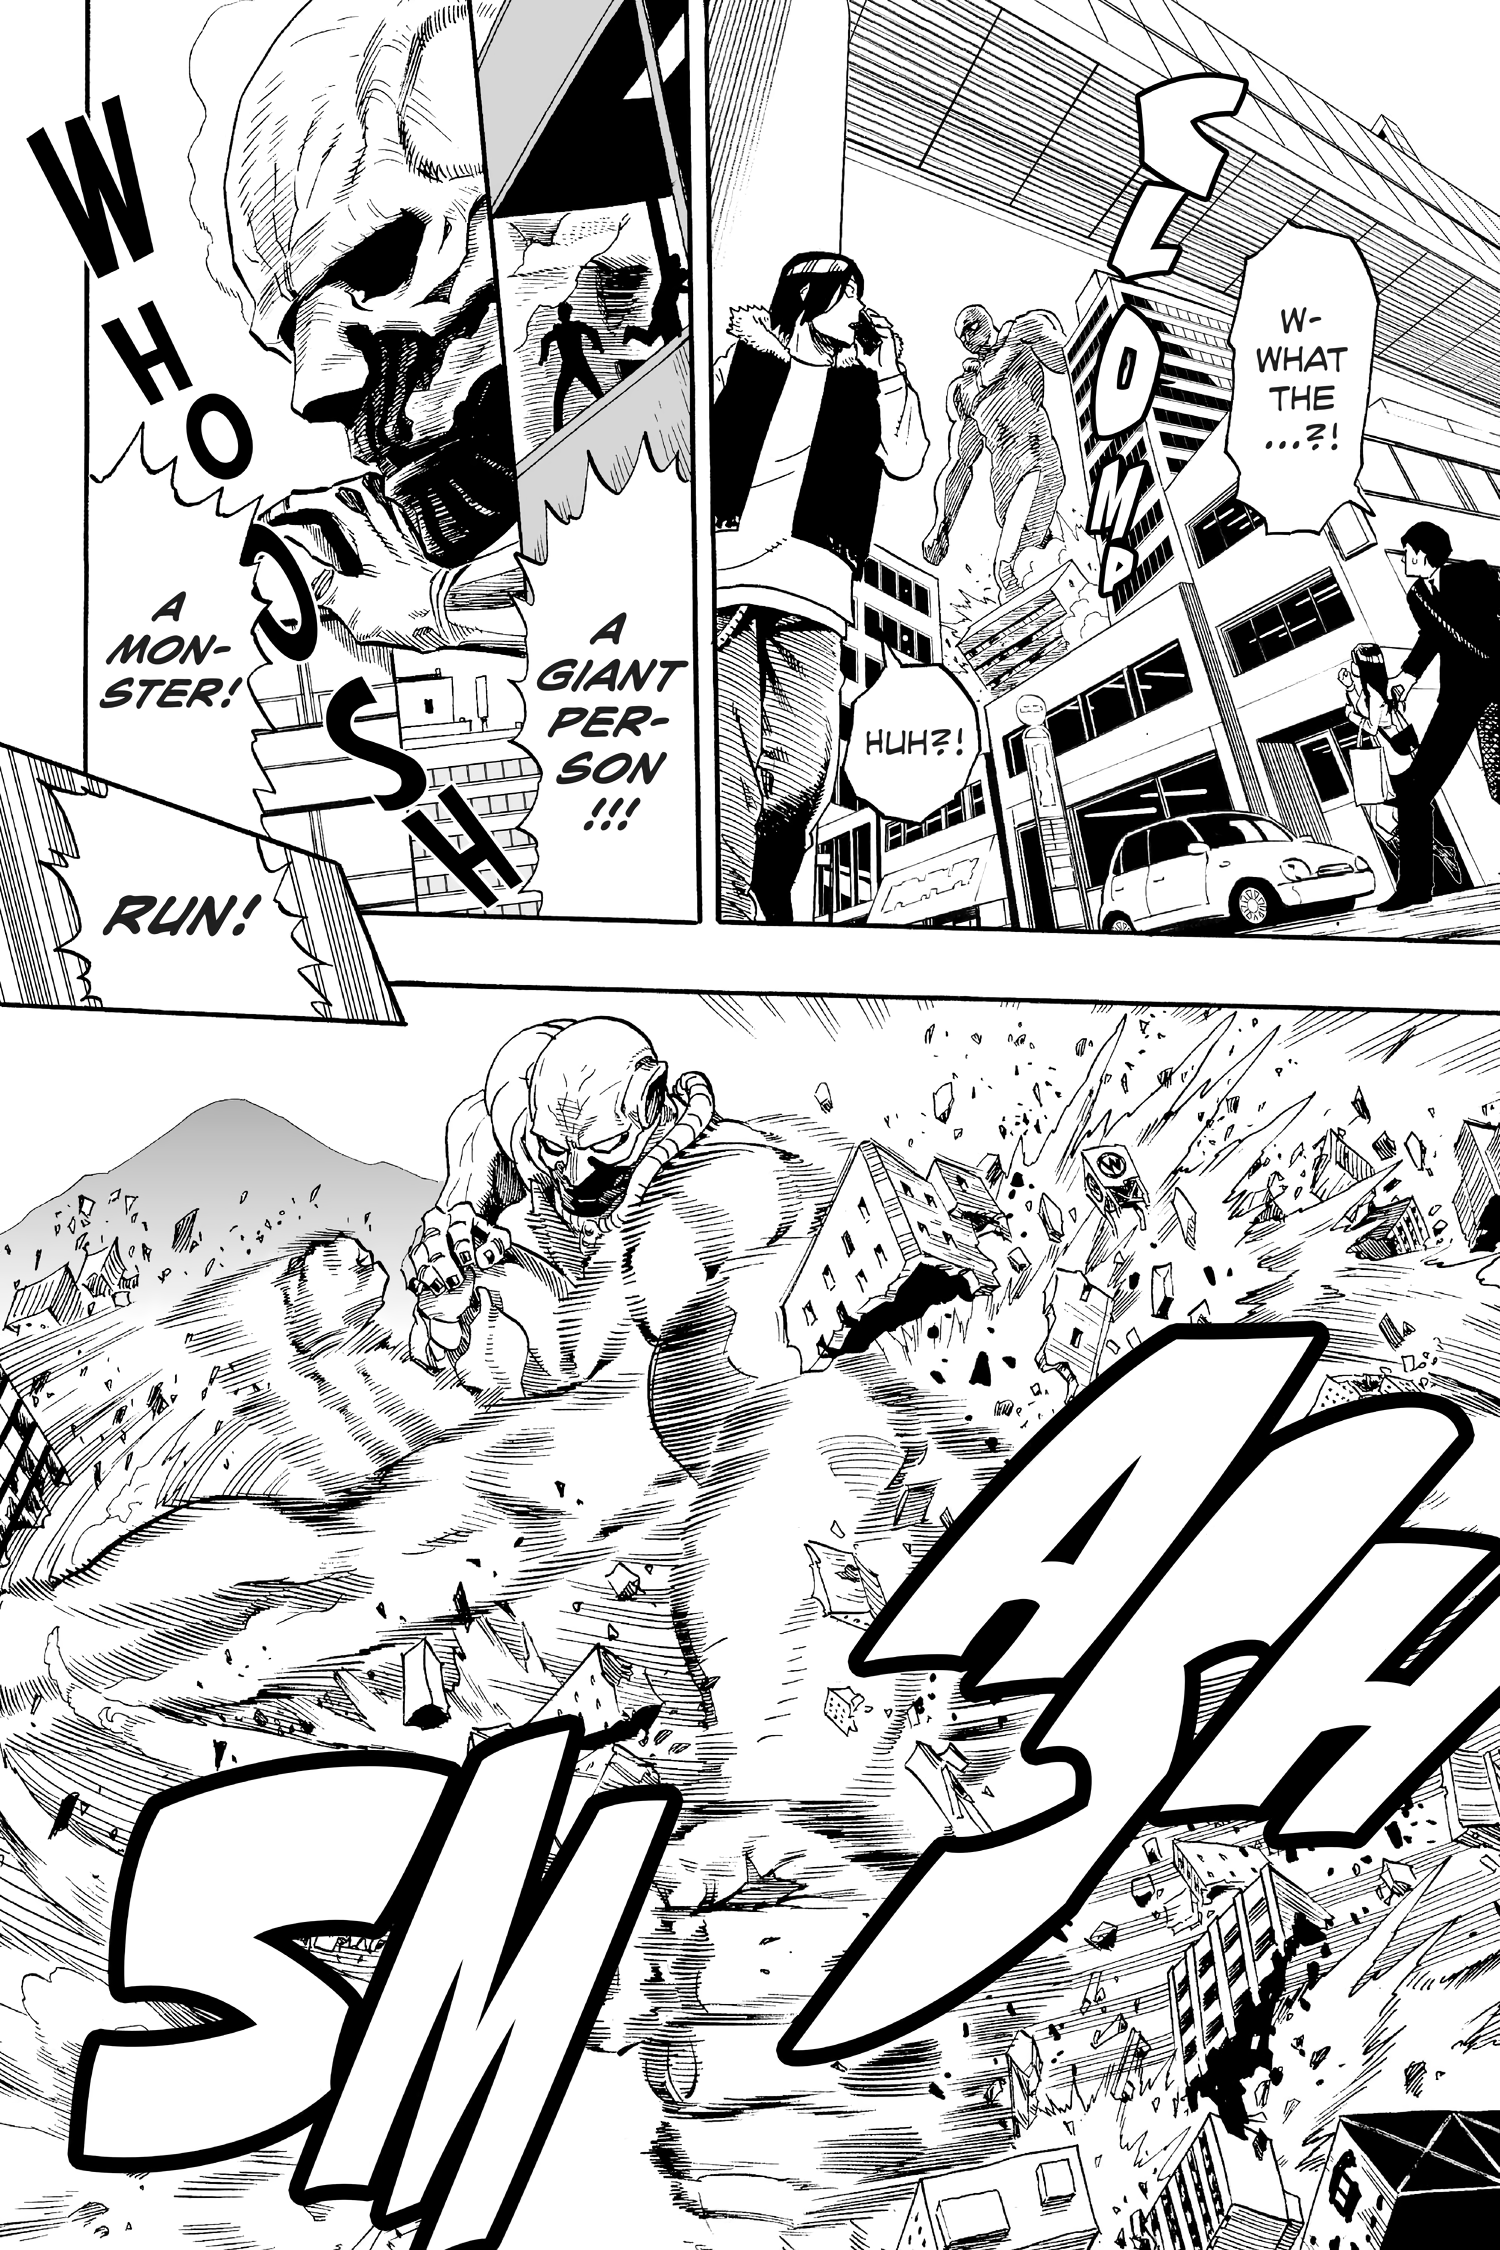 CLOMP
W-
WHAT
THE
...?!
HUH?!
A
GIANT
PER-
SON
!!!
WHOOSH
A
MON-
STER!
RUN!
W
SMASH